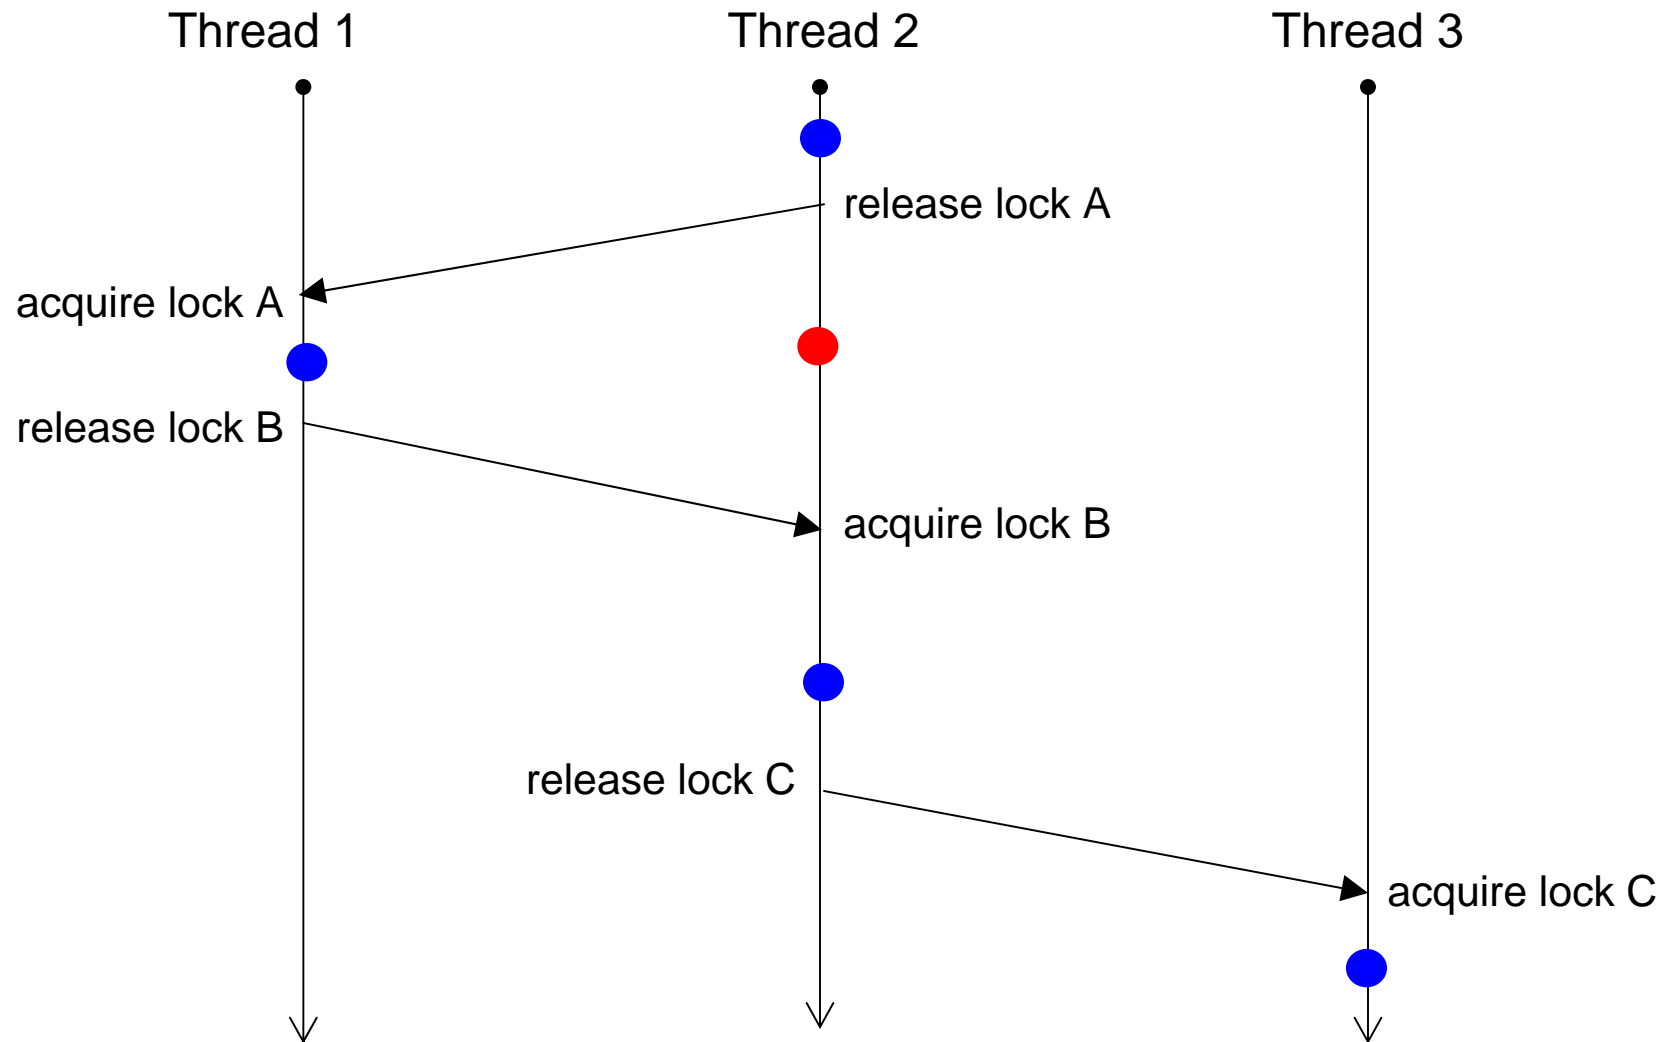 Thread 1
Thread 2
Thread 3
release lock A
acquire lock A
release lock B
acquire lock B
release lock C
acquire lock C